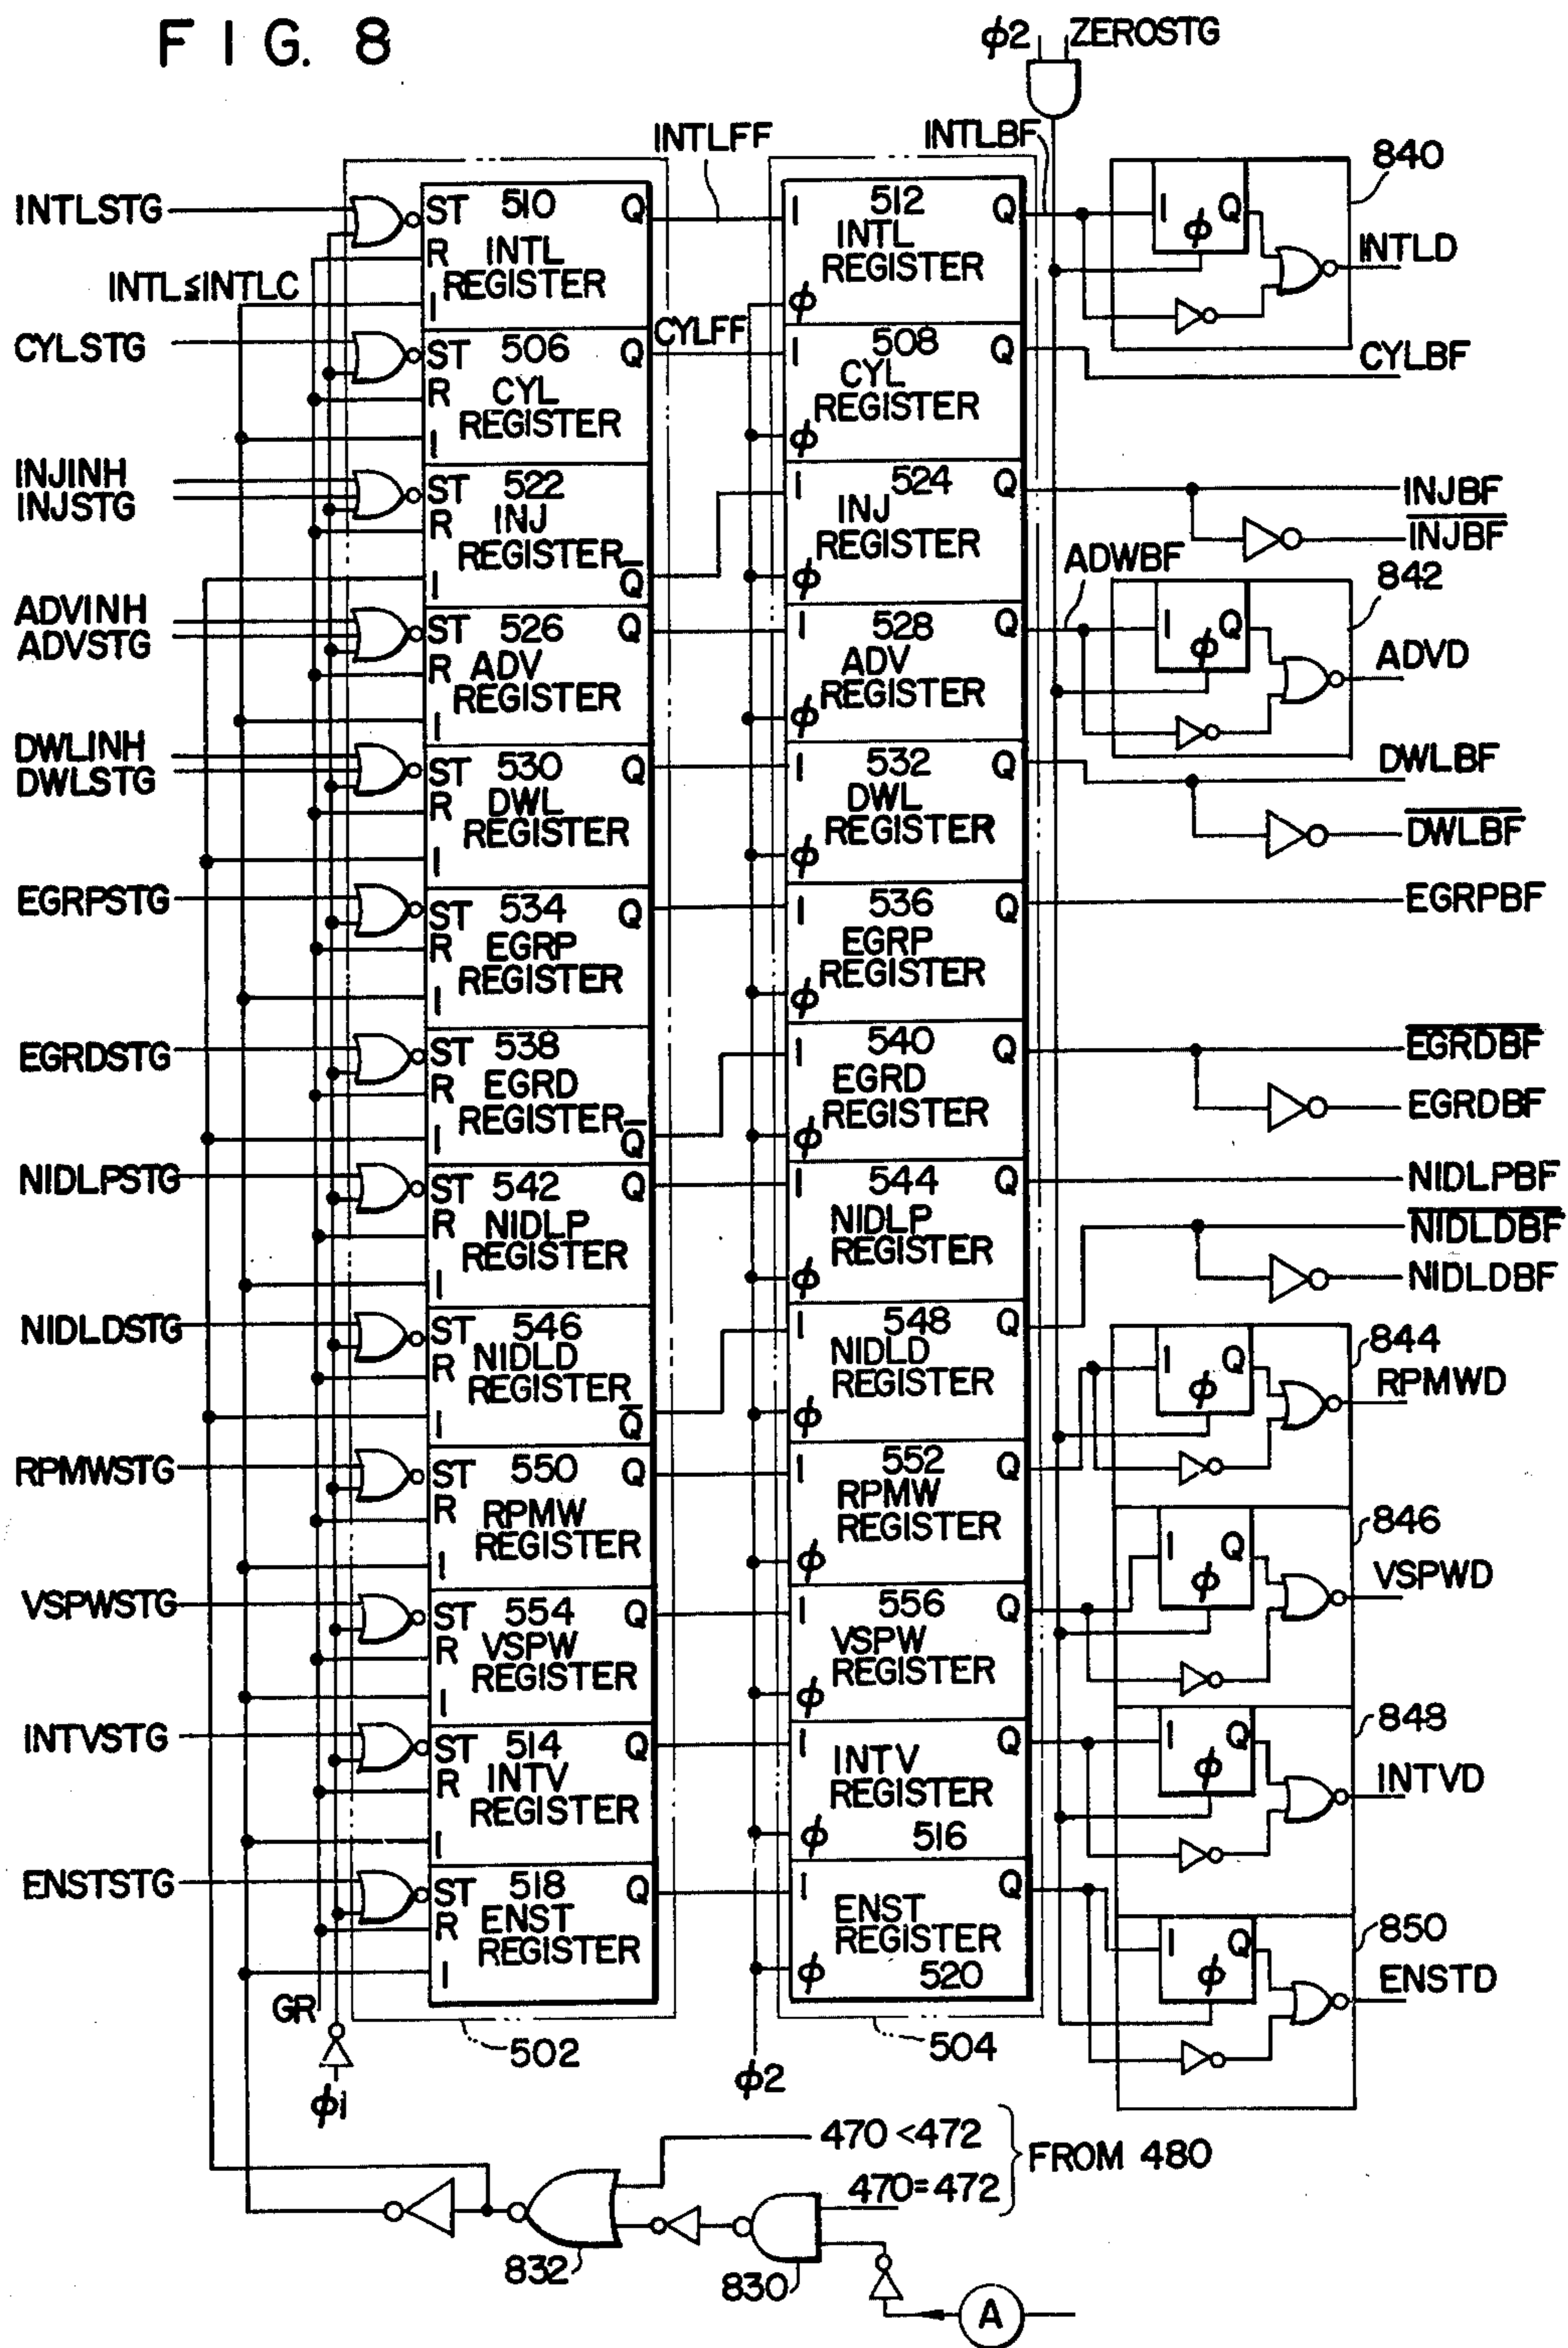 FIG. 8
φ2 ZEROSTG
INTLFF
INTLBF
840
INTLSTG
ST 510 Q
R INTL
REGISTER
I
I 512 Q
INTL
REGISTER
φ
I Q
φ
INTLD
INTL≦INTLC
CYLSTG
ST 506 Q
R CYL
REGISTER
I
CYLFF
I 508 Q
CYL
REGISTER
φ
CYLBF
INJINH
INJSTG
ST 522
R INJ
REGISTER Q̅
I
I 524 Q
INJ
REGISTER
φ
INJBF
I̅N̅J̅B̅F̅
ADWBF
842
ADVINH
ADVSTG
ST 526 Q
R ADV
REGISTER
I
I 528 Q
ADV
REGISTER
φ
I Q
φ
ADVD
DWLINH
DWLSTG
ST 530 Q
R DWL
REGISTER
I
I 532 Q
DWL
REGISTER
φ
DWLBF
D̅W̅L̅B̅F̅
EGRPSTG
ST 534 Q
R EGRP
REGISTER
I
I 536 Q
EGRP
REGISTER
φ
EGRPBF
EGRDSTG
ST 538
R EGRD
REGISTER Q̅
I
I 540 Q
EGRD
REGISTER
φ
E̅G̅R̅D̅B̅F̅
EGRDBF
NIDLPSTG
ST 542 Q
R NIDLP
REGISTER
I
I 544 Q
NIDLP
REGISTER
φ
NIDLPBF
N̅I̅D̅L̅D̅B̅F̅
NIDLDBF
NIDLDSTG
ST 546
R NIDLD
REGISTER
I Q̅
I 548 Q
NIDLD
REGISTER
φ
844
I Q
φ
RPMWD
RPMWSTG
ST 550 Q
R RPMW
REGISTER
I
I 552 Q
RPMW
REGISTER
φ
846
I Q
φ
VSPWD
VSPWSTG
ST 554 Q
R VSPW
REGISTER
I
I 556 Q
VSPW
REGISTER
φ
848
I Q
φ
INTVD
INTVSTG
ST 514 Q
R INTV
REGISTER
I
I Q
INTV
REGISTER
φ 516
850
I Q
φ
ENSTD
ENSTSTG
ST 518 Q
R ENST
REGISTER
I
I Q
ENST
REGISTER
φ 520
GR
502
504
φ1
φ2
470<472
470=472
FROM 480
832
830
A